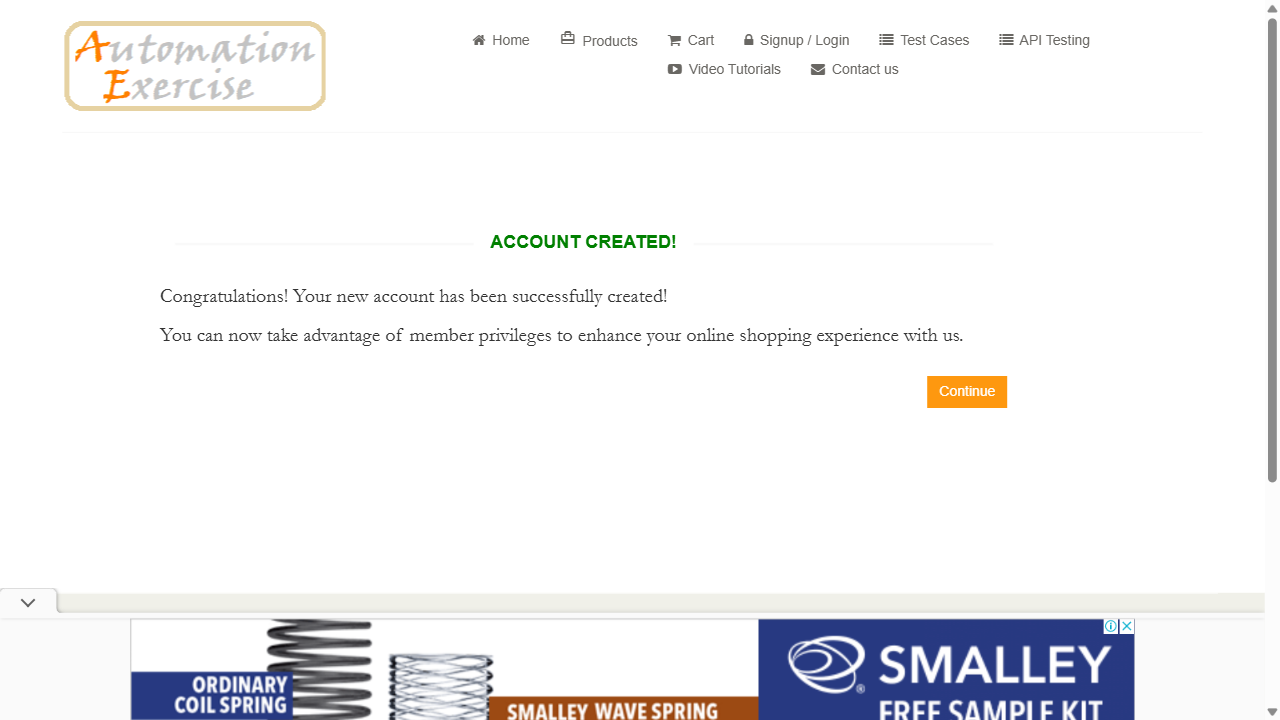 Automation
Exercise
Home
Products
Cart
Signup / Login
Test Cases
API Testing
Video Tutorials
Contact us
ACCOUNT CREATED!
Congratulations! Your new account has been successfully created!
You can now take advantage of member privileges to enhance your online shopping experience with us.
Continue
ORDINARY
COIL SPRING
SMALLEY WAVE SPRING
SMALLEY
®
FREE SAMPLE KIT